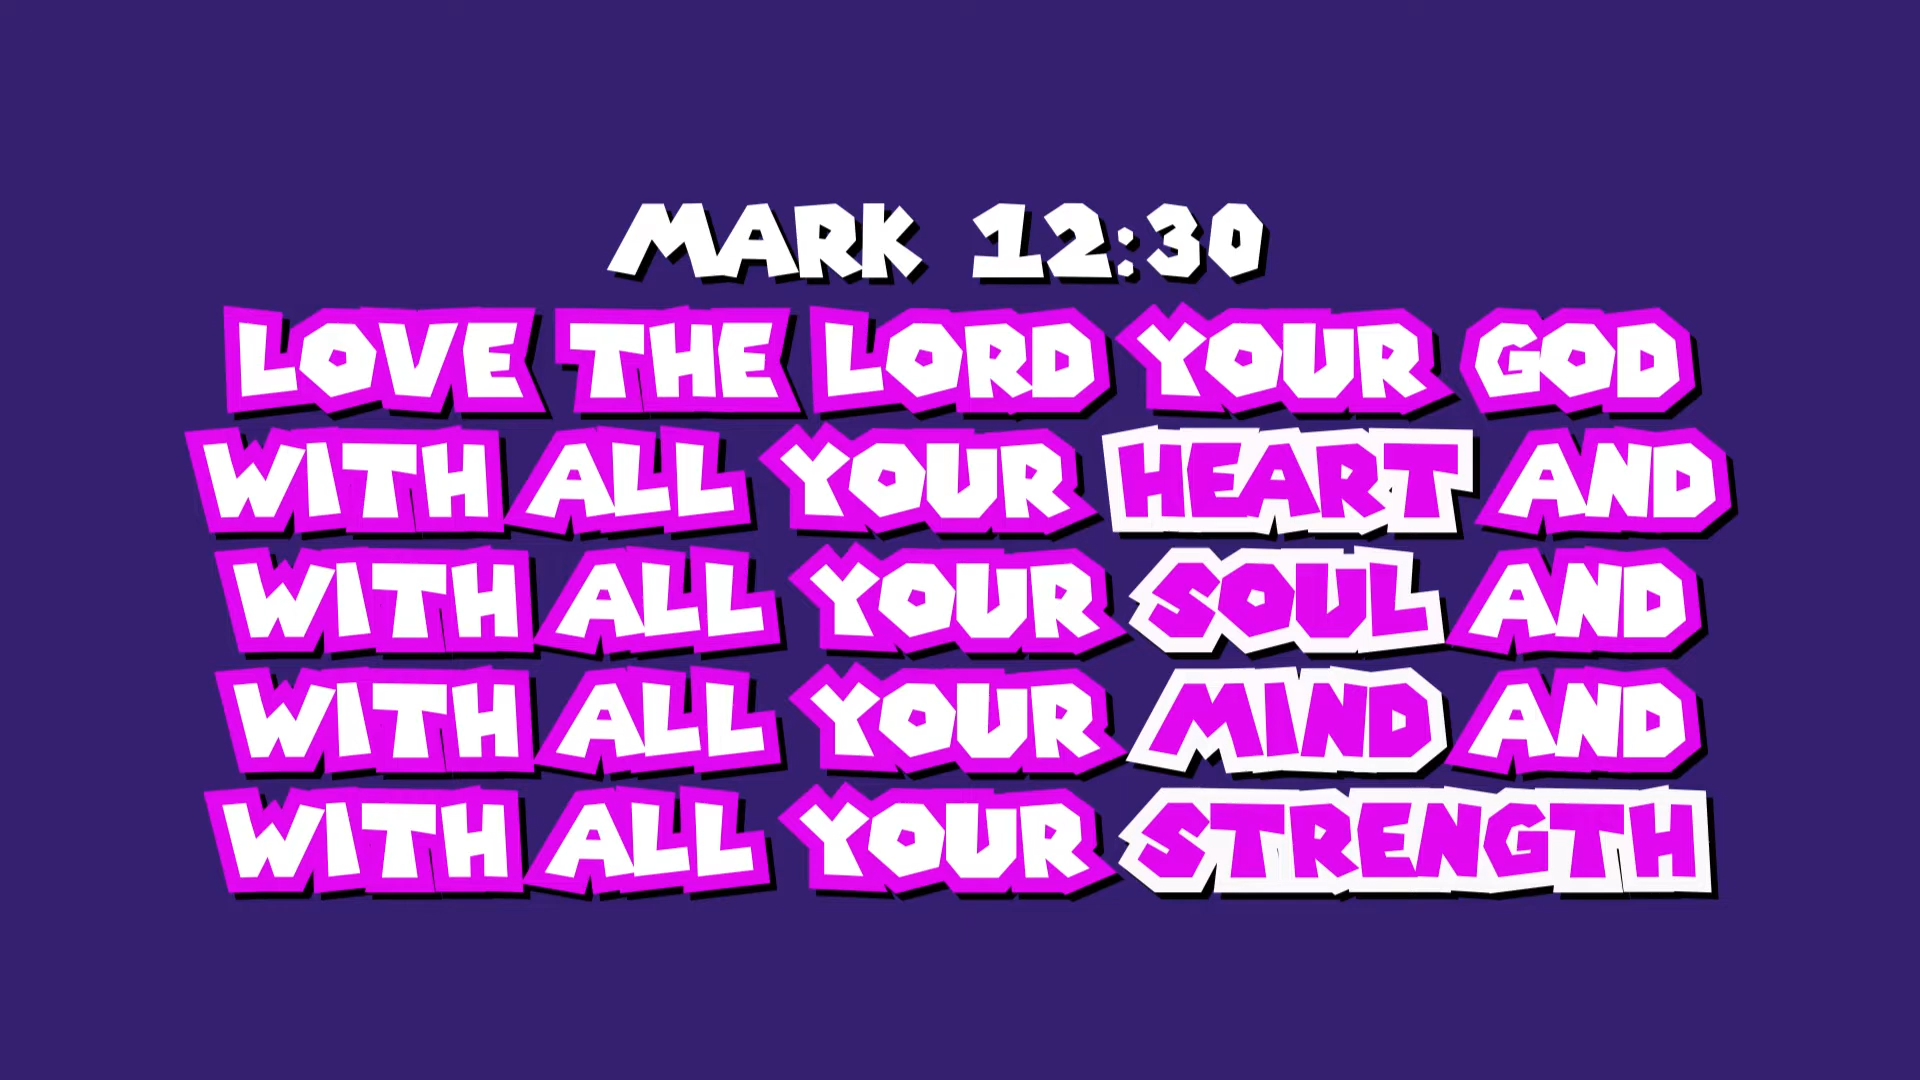 MARK 12:30
LOVE THE LORD YOUR GOD
WITH ALL YOUR HEART AND
WITH ALL YOUR SOUL AND
WITH ALL YOUR MIND AND
WITH ALL YOUR STRENGTH